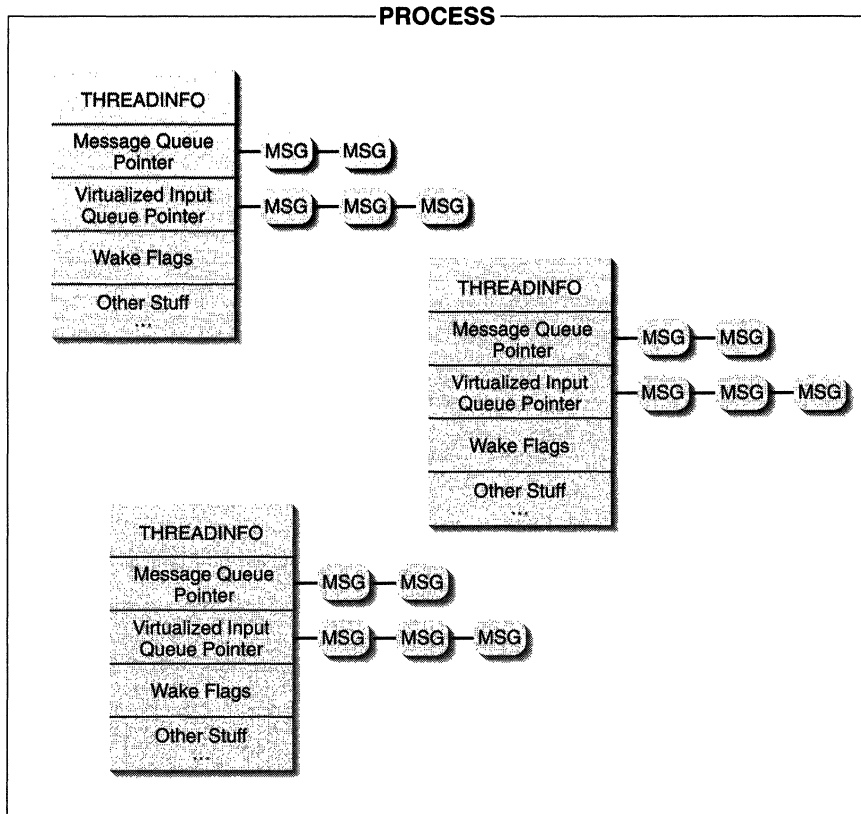 PROCESS
THREADINFO
Message Queue
Pointer
MSG MSG
Virtualized Input
Queue Pointer
MSG MSG MSG
Wake Flags
Other Stuff
...
THREADINFO
Message Queue
Pointer
MSG MSG
Virtualized Input
Queue Pointer
MSG MSG MSG
Wake Flags
Other Stuff
...
THREADINFO
Message Queue
Pointer
MSG MSG
Virtualized Input
Queue Pointer
MSG MSG MSG
Wake Flags
Other Stuff
...